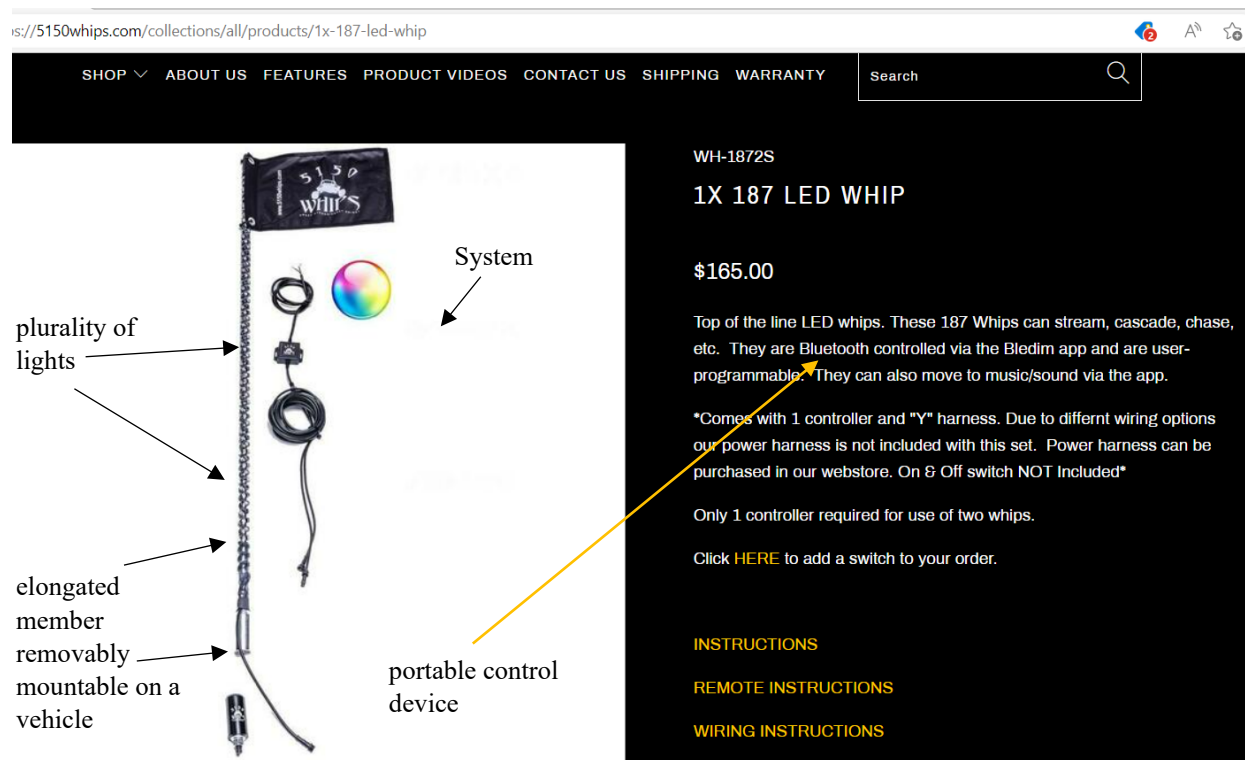 s://5150whips.com/collections/all/products/1x-187-led-whip
2
A
SHOP ABOUT US FEATURES PRODUCT VIDEOS CONTACT US SHIPPING WARRANTY Search
5150
WHIPS
System
plurality of
lights
elongated
member
removably
mountable on a
vehicle
portable control
device
WH-1872S
1X 187 LED WHIP
$165.00
Top of the line LED whips. These 187 Whips can stream, cascade, chase,
etc. They are Bluetooth controlled via the Bledim app and are user-
programmable. They can also move to music/sound via the app.
*Comes with 1 controller and "Y" harness. Due to differnt wiring options
our power harness is not included with this set. Power harness can be
purchased in our webstore. On & Off switch NOT Included*
Only 1 controller required for use of two whips.
Click HERE to add a switch to your order.
INSTRUCTIONS
REMOTE INSTRUCTIONS
WIRING INSTRUCTIONS